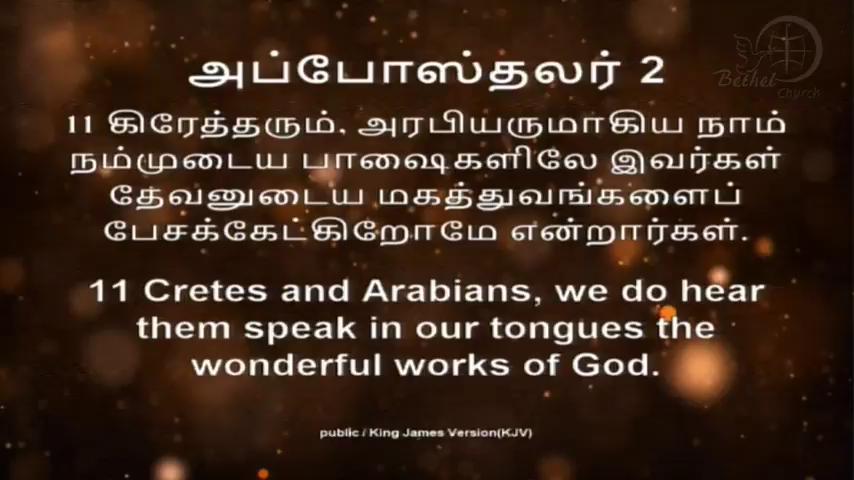 Bethel
Church
அப்போஸ்தலர் 2
11 கிரேத்தரும், அரபியருமாகிய நாம்
நம்முடைய பாஷைகளிலே இவர்கள்
தேவனுடைய மகத்துவங்களைப்
பேசக்கேட்கிறோமே என்றார்கள்.
11 Cretes and Arabians, we do hear
them speak in our tongues the
wonderful works of God.
public / King James Version(KJV)